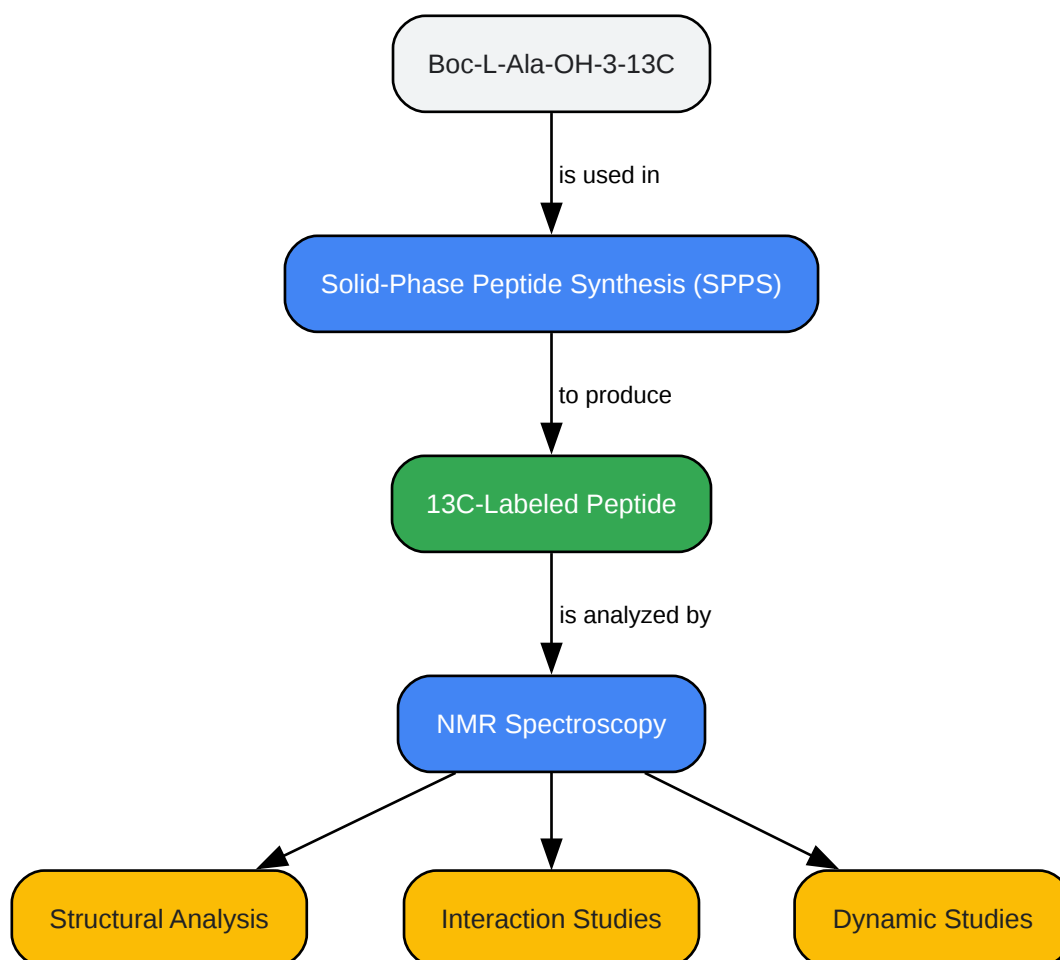 Boc-L-Ala-OH-3-13C
is used in
Solid-Phase Peptide Synthesis (SPPS)
to produce
13C-Labeled Peptide
is analyzed by
NMR Spectroscopy
Structural Analysis
Interaction Studies
Dynamic Studies